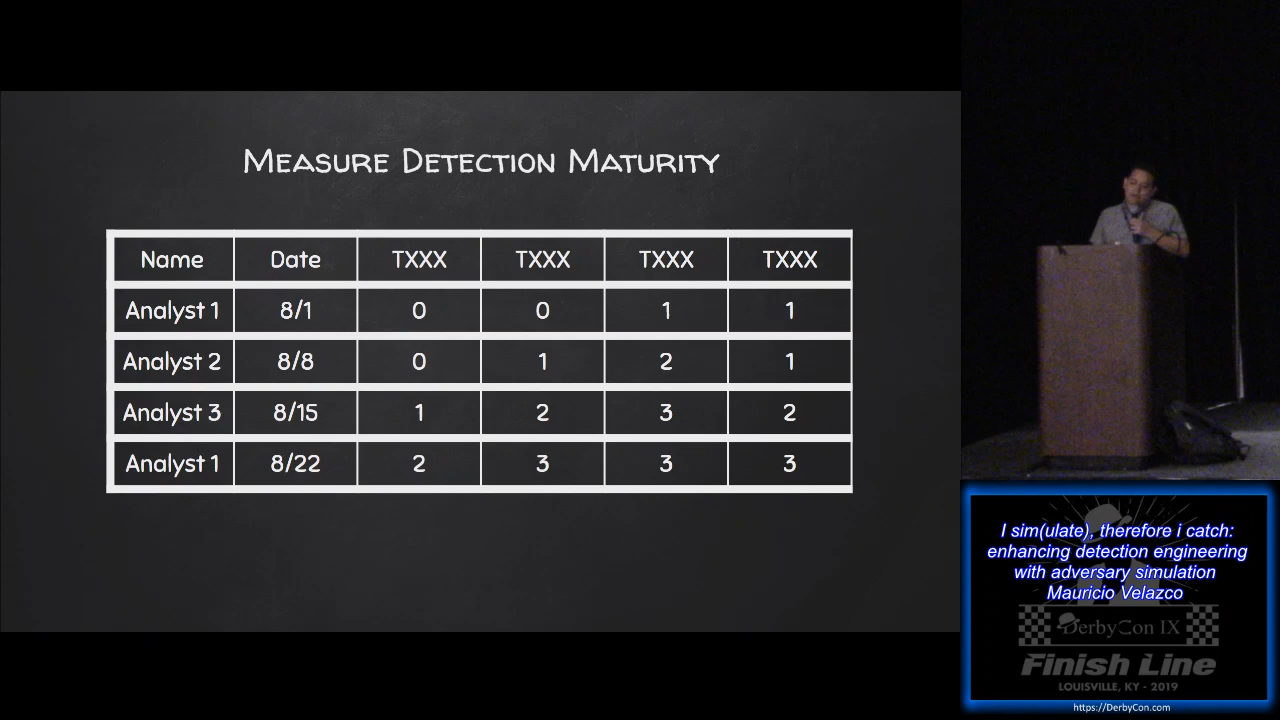 MEASURE DETECTION MATURITY
Name Date TXXX TXXX TXXX TXXX
Analyst 1 8/1 0 0 1 1
Analyst 2 8/8 0 1 2 1
Analyst 3 8/15 1 2 3 2
Analyst 1 8/22 2 3 3 3
I sim(ulate), therefore i catch:
enhancing detection engineering
with adversary simulation
Mauricio Velazco
DerbyCon IX
Finish Line
LOUISVILLE, KY - 2019
https://DerbyCon.com